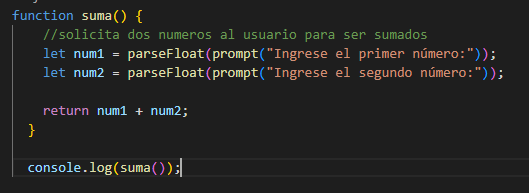 function suma() {
//solicita dos numeros al usuario para ser sumados
let num1 = parseFloat(prompt("Ingrese el primer número:"));
let num2 = parseFloat(prompt("Ingrese el segundo número:"));
return num1 + num2;
}
console.log(suma());